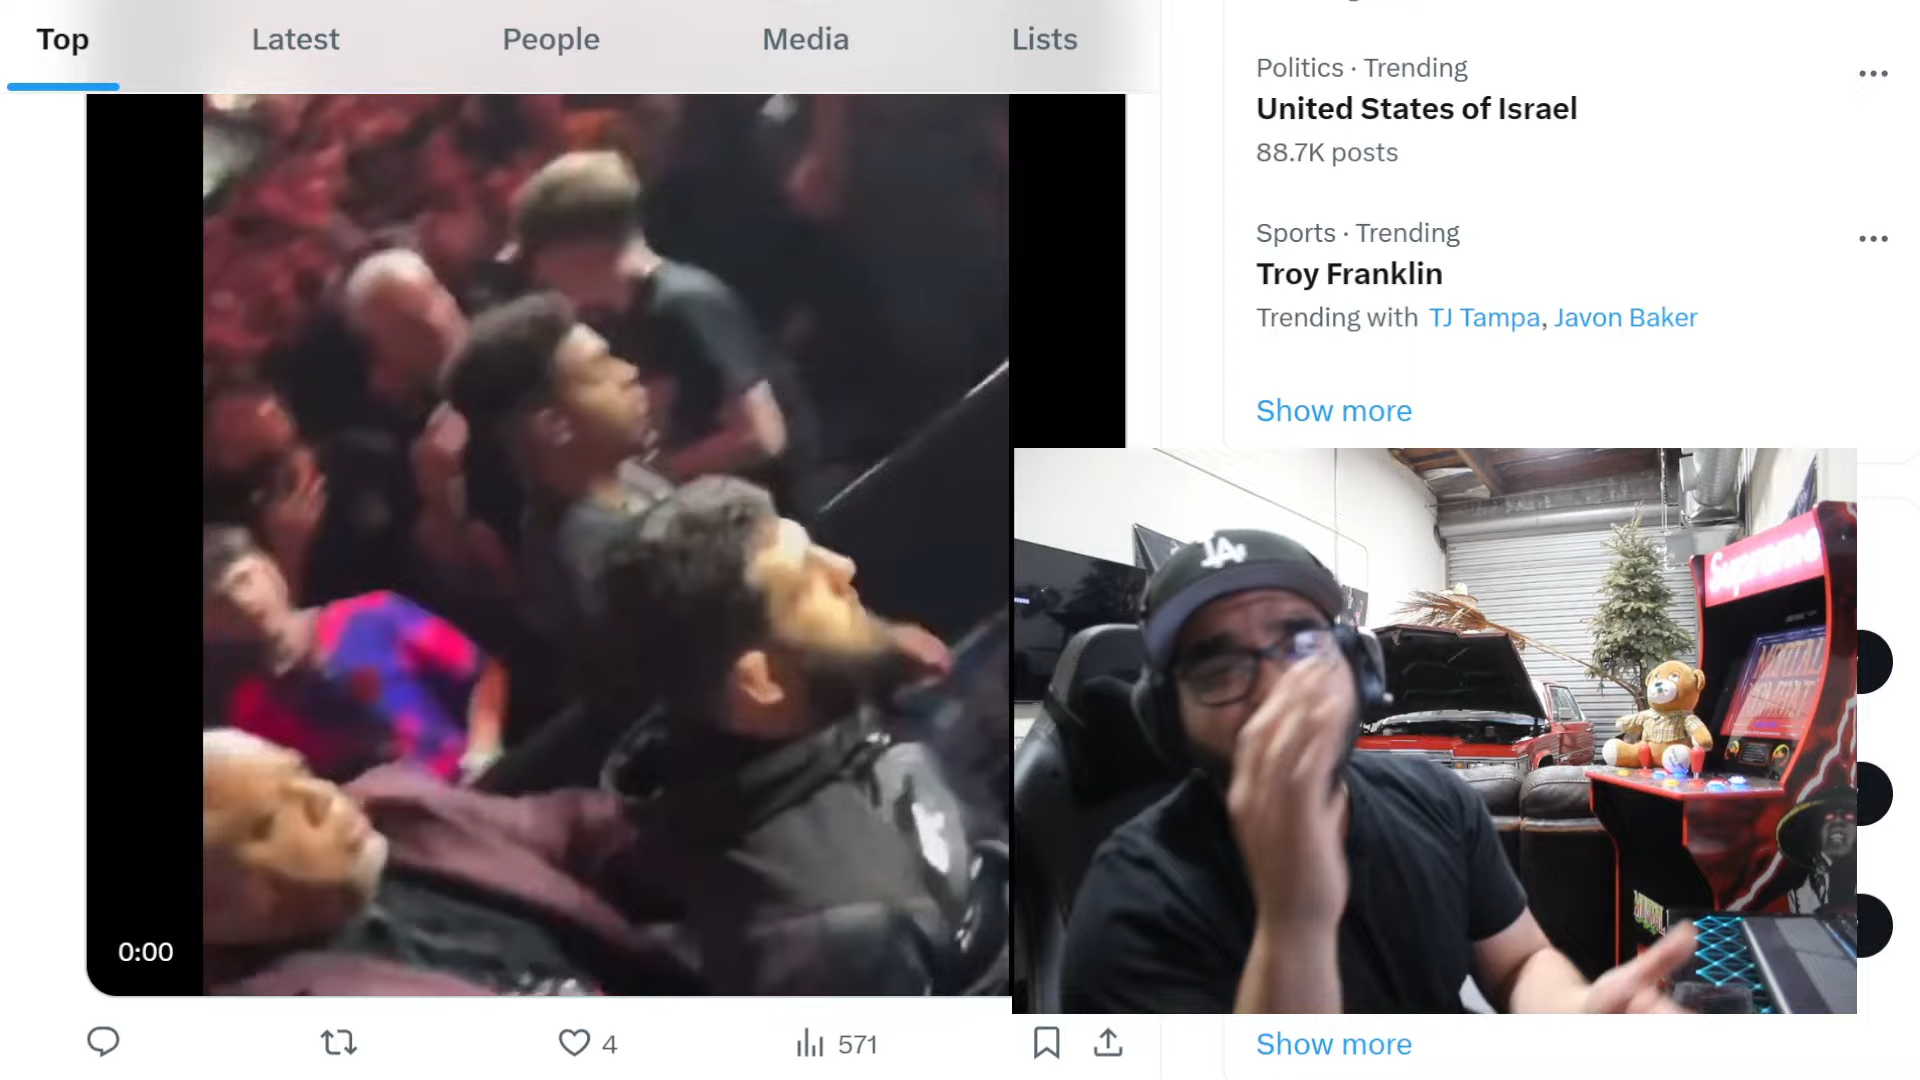 Top
Latest
People
Media
Lists
Politics · Trending
United States of Israel
88.7K posts
Sports · Trending
Troy Franklin
Trending with TJ Tampa, Javon Baker
Show more
LA
Supreme
0:00
4
571
Show more